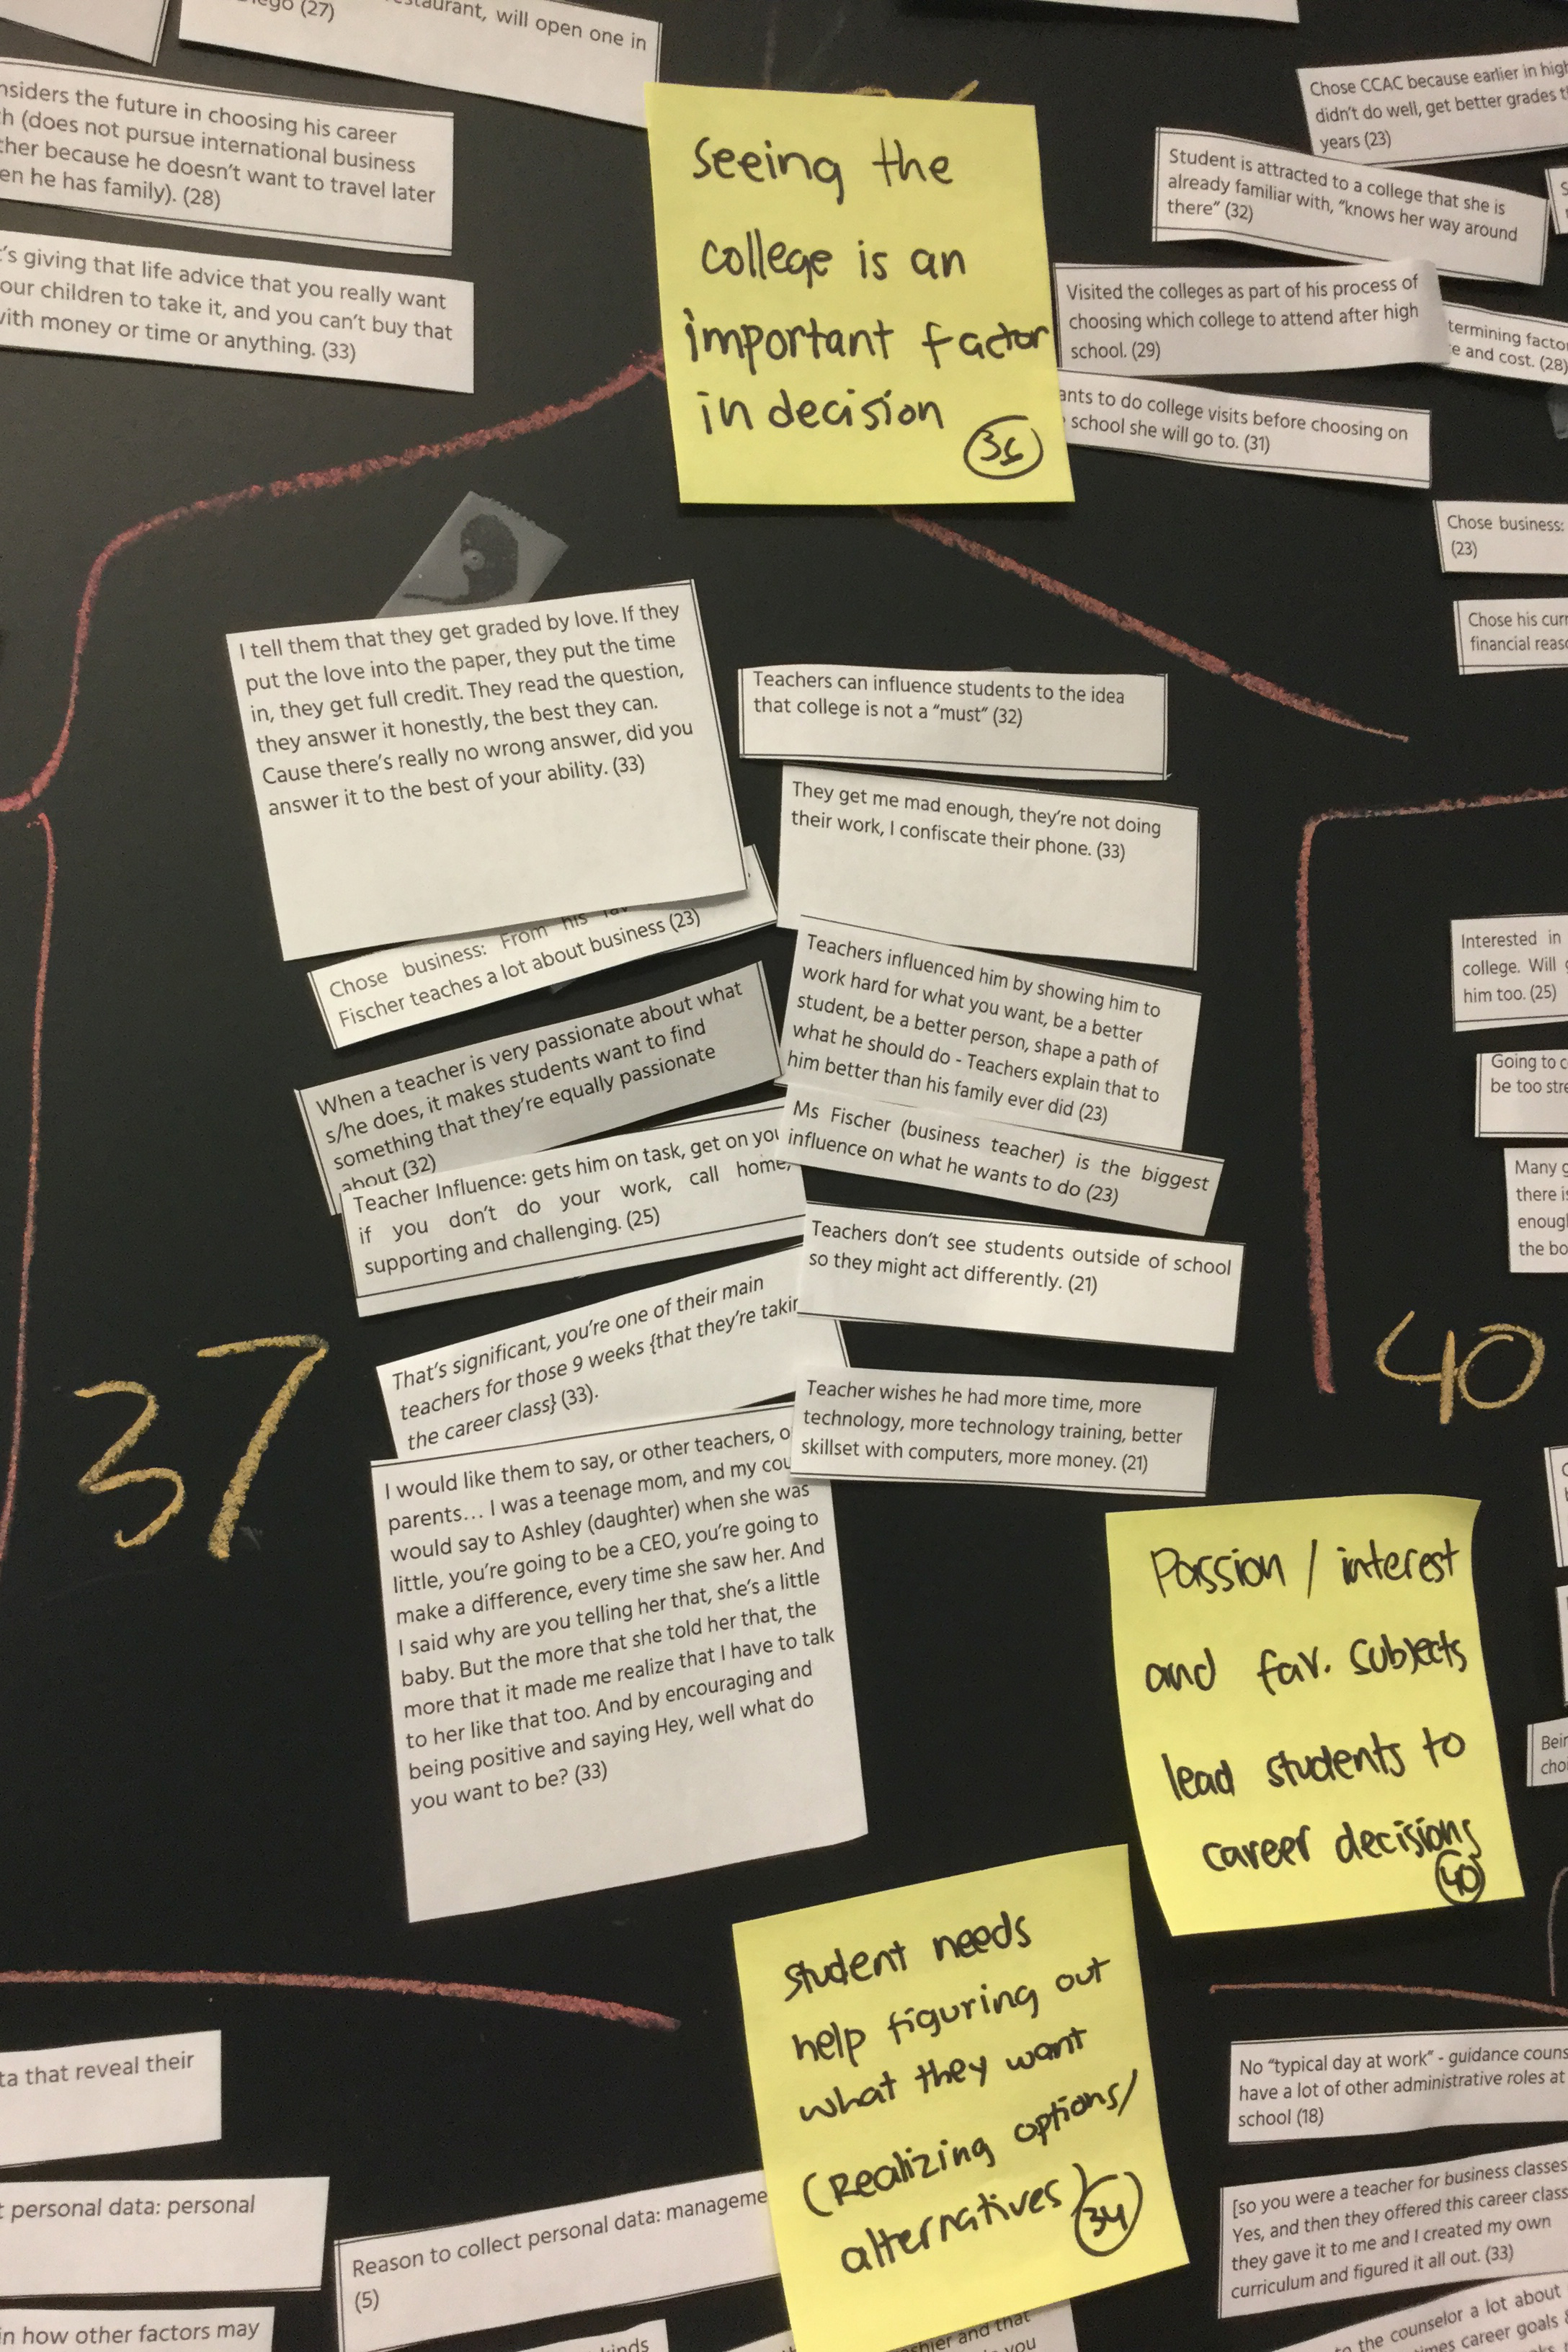 (27)
staurant, will open one in
nsiders the future in choosing his career
h (does not pursue international business
ther because he doesn't want to travel later
en he has family). (28)
's giving that life advice that you really want
our children to take it, and you can't buy that
with money or time or anything. (33)
Seeing the
college is an
important factor
in decision
Chose CCAC because earlier in high
didn't do well, get better grades
years (23)
Student is attracted to a college that she is
already familiar with, "knows her way around
there" (32)
Visited the colleges as part of his process of
choosing which college to attend after high
school. (29)
termining facto
e and cost. (28)
ants to do college visits before choosing on
school she will go to. (31)
Chose business:
(23)
Chose his curr
financial reas
I tell them that they get graded by love. If they
put the love into the paper, they put the time
in, they get full credit. They read the question,
they answer it honestly, the best they can.
Cause there's really no wrong answer, did you
answer it to the best of your ability. (33)
Teachers can influence students to the idea
that college is not a "must" (32)
They get me mad enough, they're not doing
their work, I confiscate their phone. (33)
Chose business: From his
Fischer teaches a lot about business (23)
When a teacher is very passionate about what
s/he does, it makes students want to find
something that they're equally passionate
about (32)
Teacher Influence: gets him on task, get on you
if you don't do your work, call home,
supporting and challenging. (25)
That's significant, you're one of their main
teachers for those 9 weeks {that they're takin
the career class} (33).
I would like them to say, or other teachers, o
parents... I was a teenage mom, and my cou
would say to Ashley (daughter) when she was
little, you're going to be a CEO, you're going to
make a difference, every time she saw her. And
I said why are you telling her that, she's a little
baby. But the more that she told her that, the
more that it made me realize that I have to talk
to her like that too. And by encouraging and
being positive and saying Hey, well what do
you want to be? (33)
Teachers influenced him by showing him to
work hard for what you want, be a better
student, be a better person, shape a path of
what he should do - Teachers explain that to
him better than his family ever did (23)
Ms Fischer (business teacher) is the biggest
influence on what he wants to do (23)
Teachers don't see students outside of school
so they might act differently. (21)
Teacher wishes he had more time, more
technology, more technology training, better
skillset with computers, more money. (21)
37
40
Interested in
college. Will
him too. (25)
Going to c
be too stre
Many g
there is
enoug
the bo
Bein
cho
Passion / interest
and fav. subjects
lead students to
career decisions
40
Student needs
help figuring out
what they want
(Realizing options/
alternatives)
34
ta that reveal their
personal data: personal
Reason to collect personal data: manageme
(5)
in how other factors may
kinds
shier and that
you
No "typical day at work" - guidance couns
have a lot of other administrative roles at
school (18)
[so you were a teacher for business classes
Yes, and then they offered this career class
they gave it to me and I created my own
curriculum and figured it all out. (33)
the counselor a lot about
times career goals